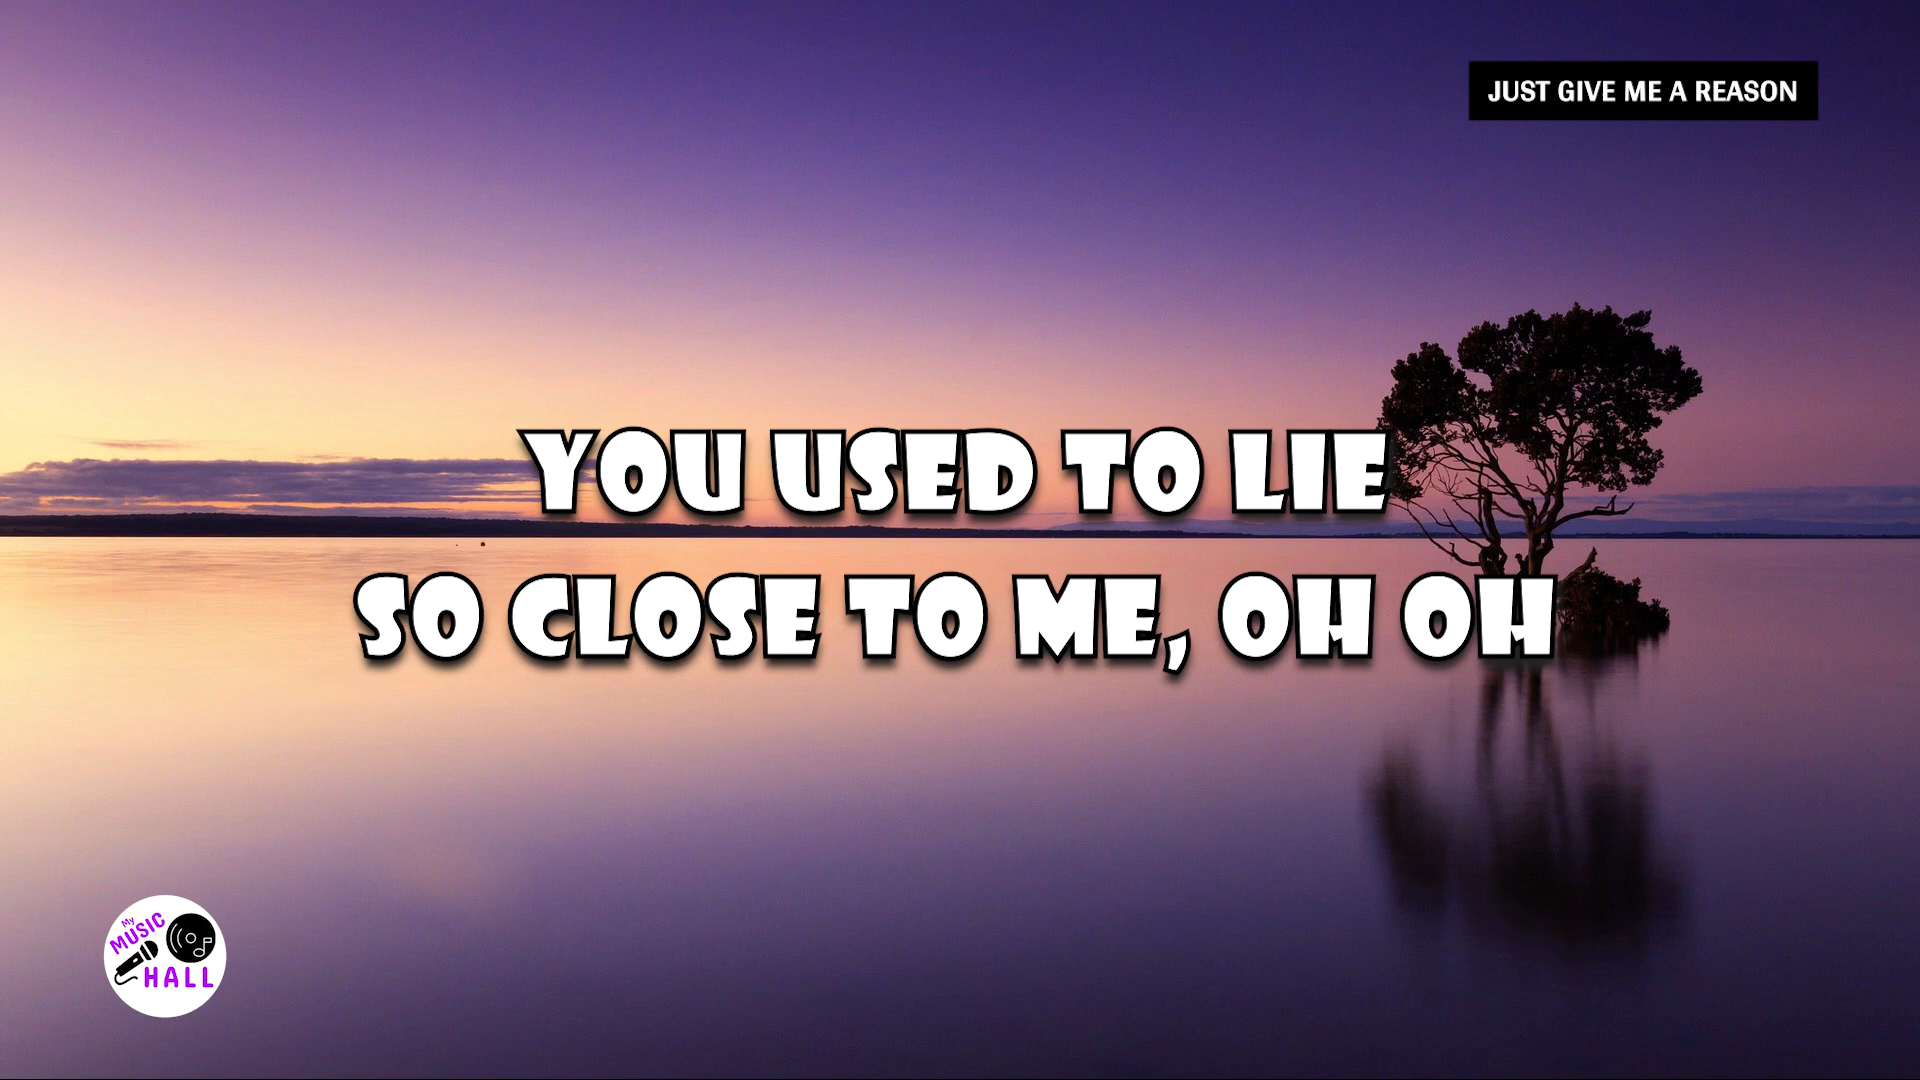 JUST GIVE ME A REASON
YOU USED TO LIE
SO CLOSE TO ME, OH OH
My
MUSIC
HALL